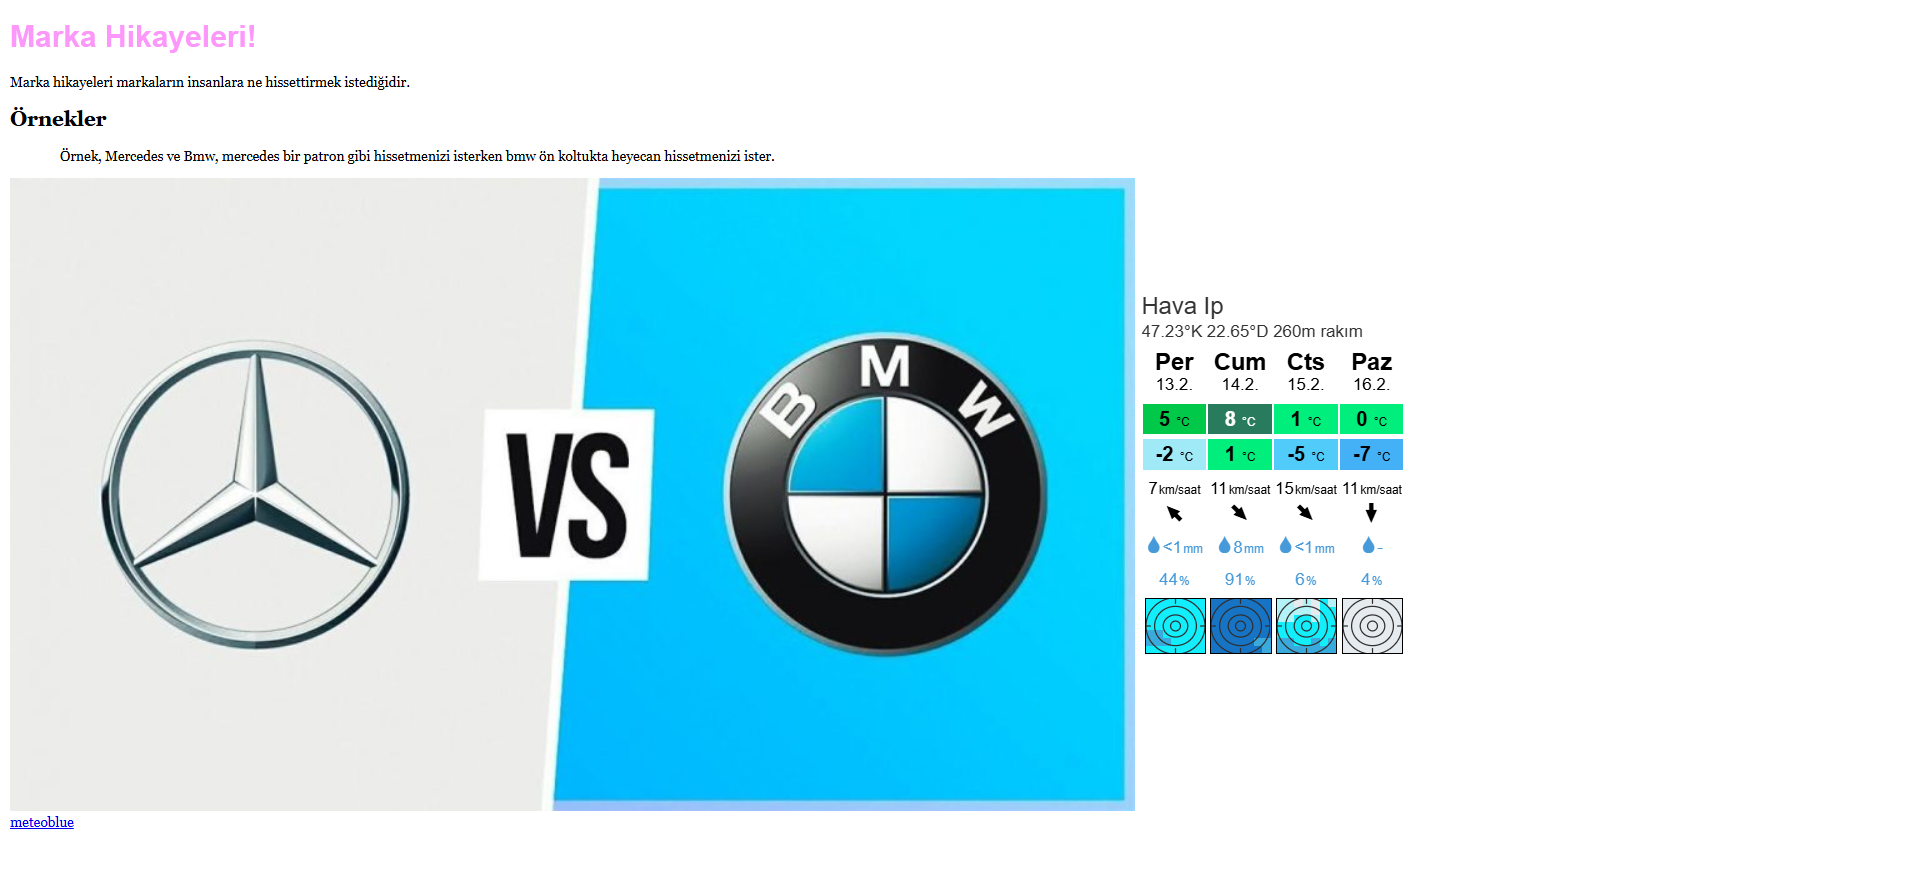 Marka Hikayeleri!
Marka hikayeleri markaların insanlara ne hissettirmek istediğidir.
Örnekler
Örnek, Mercedes ve Bmw, mercedes bir patron gibi hissetmenizi isterken bmw ön koltukta heyecan hissetmenizi ister.
VS
BMW
Hava Ip
47.23°K 22.65°D 260m rakım
Per Cum Cts Paz
13.2. 14.2. 15.2. 16.2.
5 °C 8 °C 1 °C 0 °C
-2 °C 1 °C -5 °C -7 °C
7 km/saat 11 km/saat 15 km/saat 11 km/saat
<1 mm 8 mm <1 mm -
44% 91% 6% 4%
meteoblue